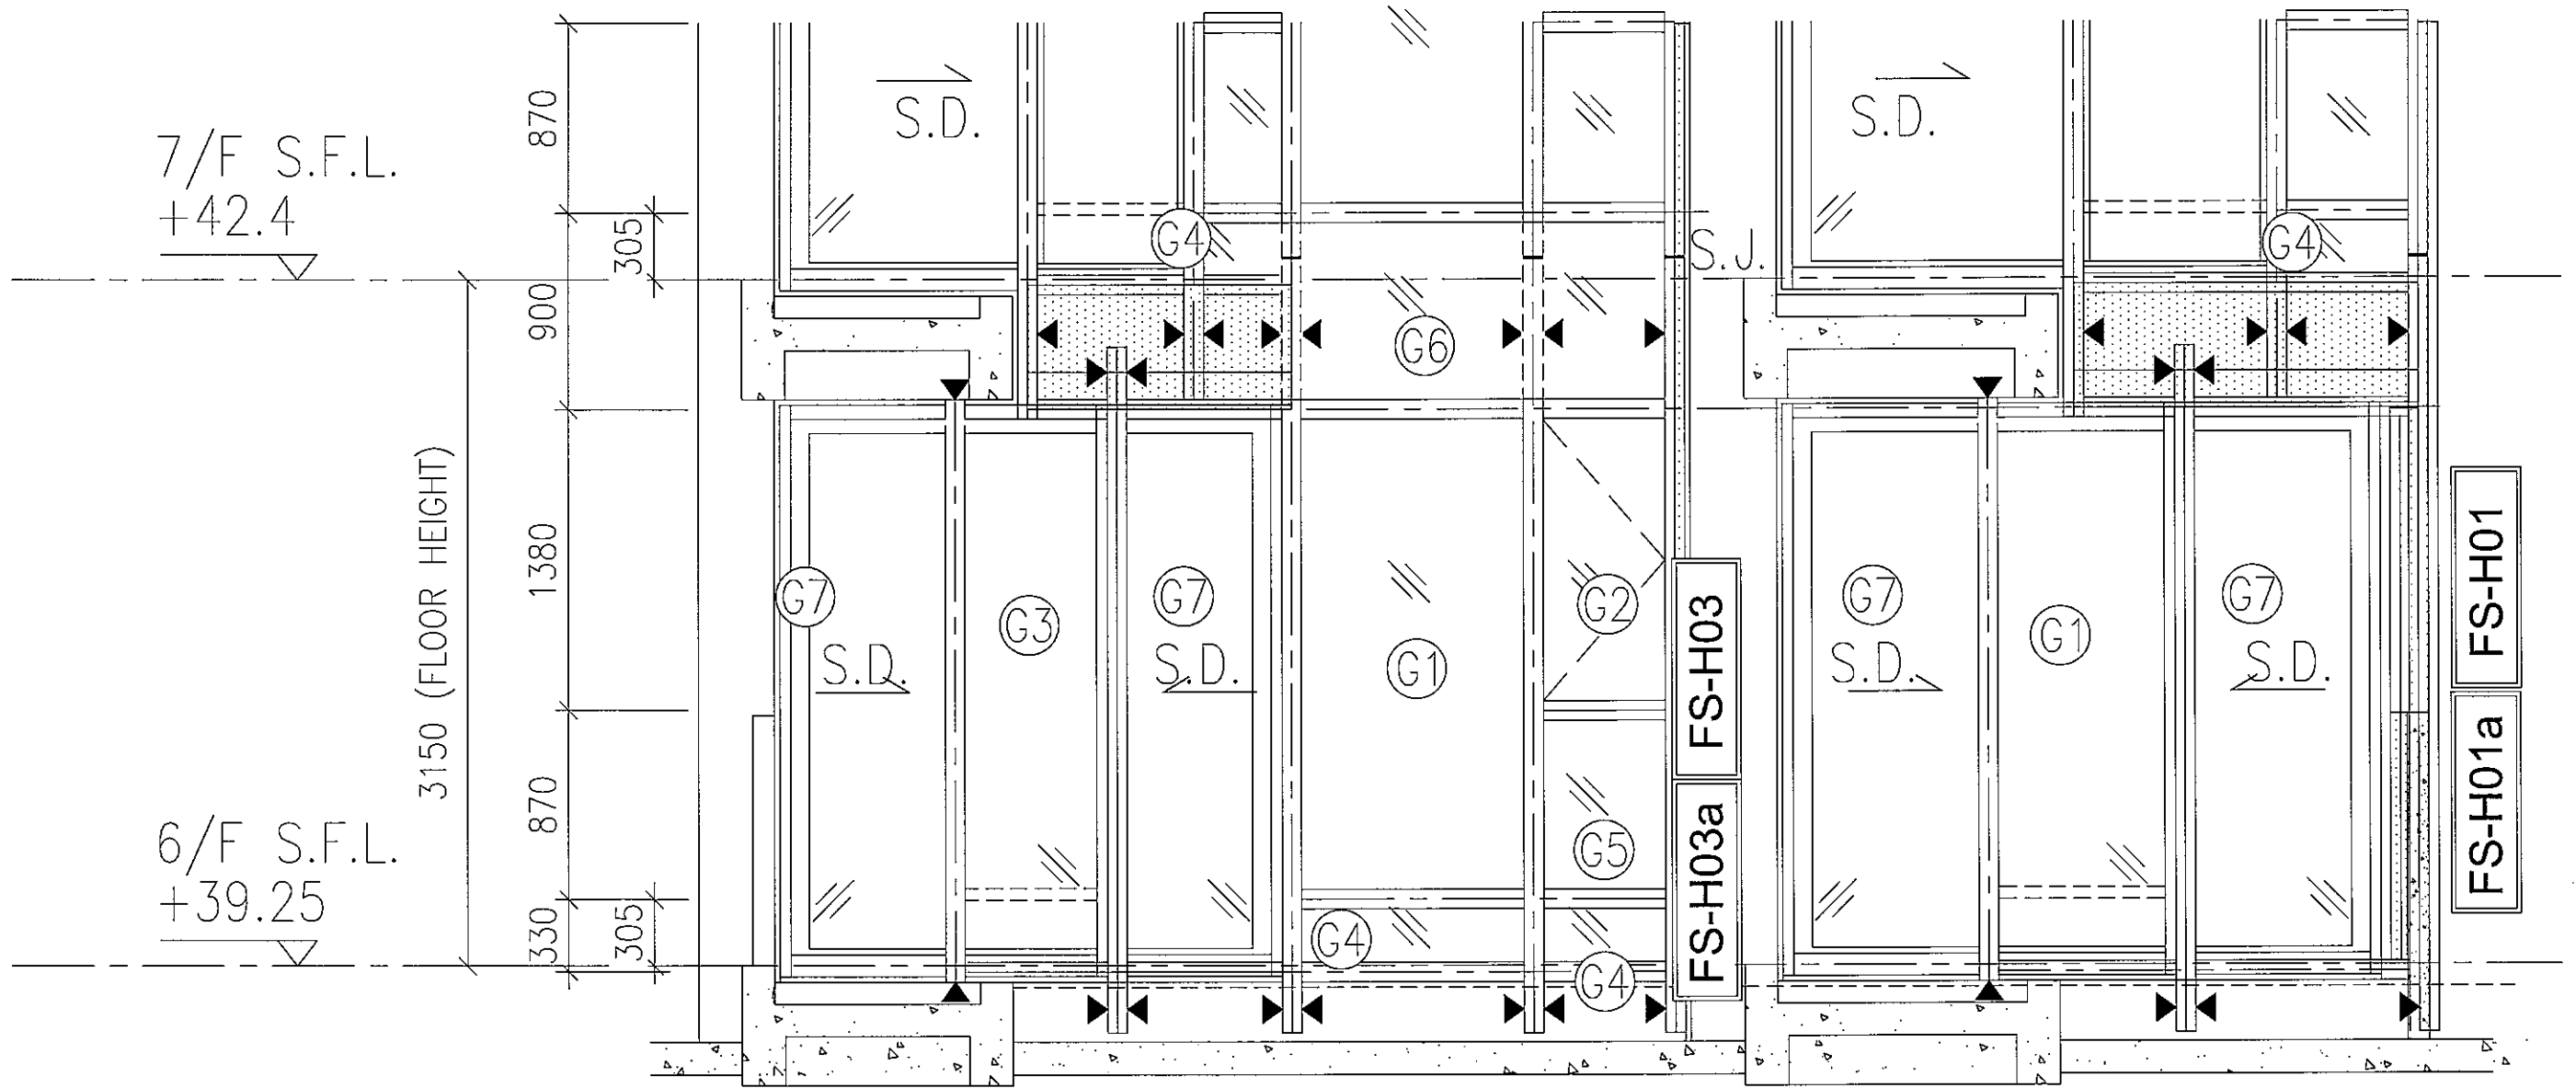 870
7/F S.F.L.
+42.4
305
900
S.D.
S.D.
G4
G4
S.J.
G6
3150 (FLOOR HEIGHT)
1380
G7
G3
G7
G2
G1
S.D.
S.D.
FS-H03
G7
G1
G7
S.D.
S.D.
FS-H01
6/F S.F.L.
+39.25
870
330
305
G5
G4
G4
FS-H03a
FS-H01a